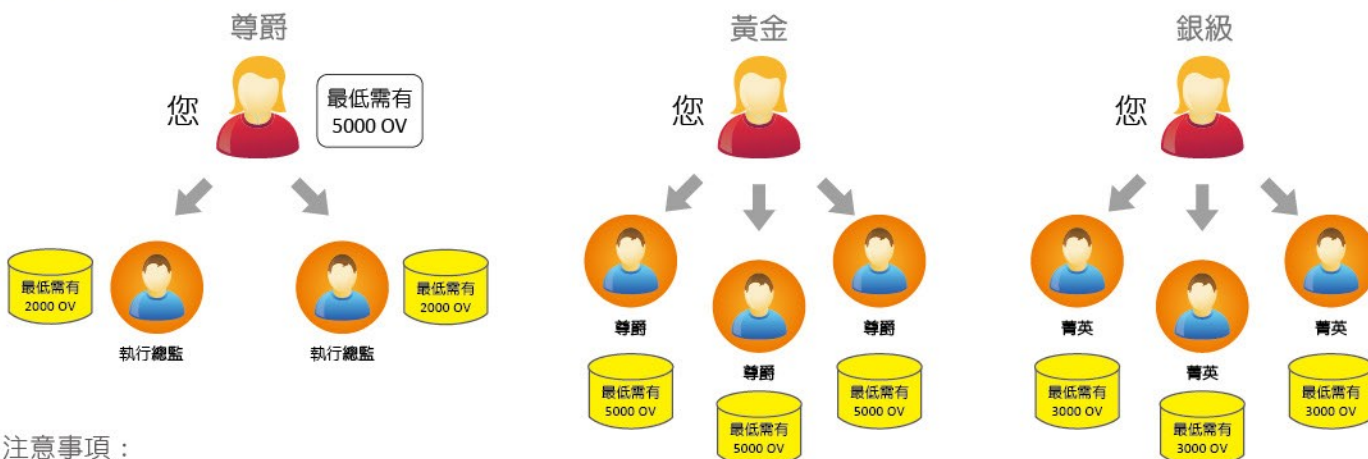 尊爵
您
最低需有
5000 OV
最低需有
2000 OV
執行總監
執行總監
最低需有
2000 OV
黃金
您
尊爵
尊爵
尊爵
最低需有
5000 OV
最低需有
5000 OV
最低需有
5000 OV
銀級
您
菁英
菁英
菁英
最低需有
3000 OV
最低需有
3000 OV
最低需有
3000 OV
注意事項：